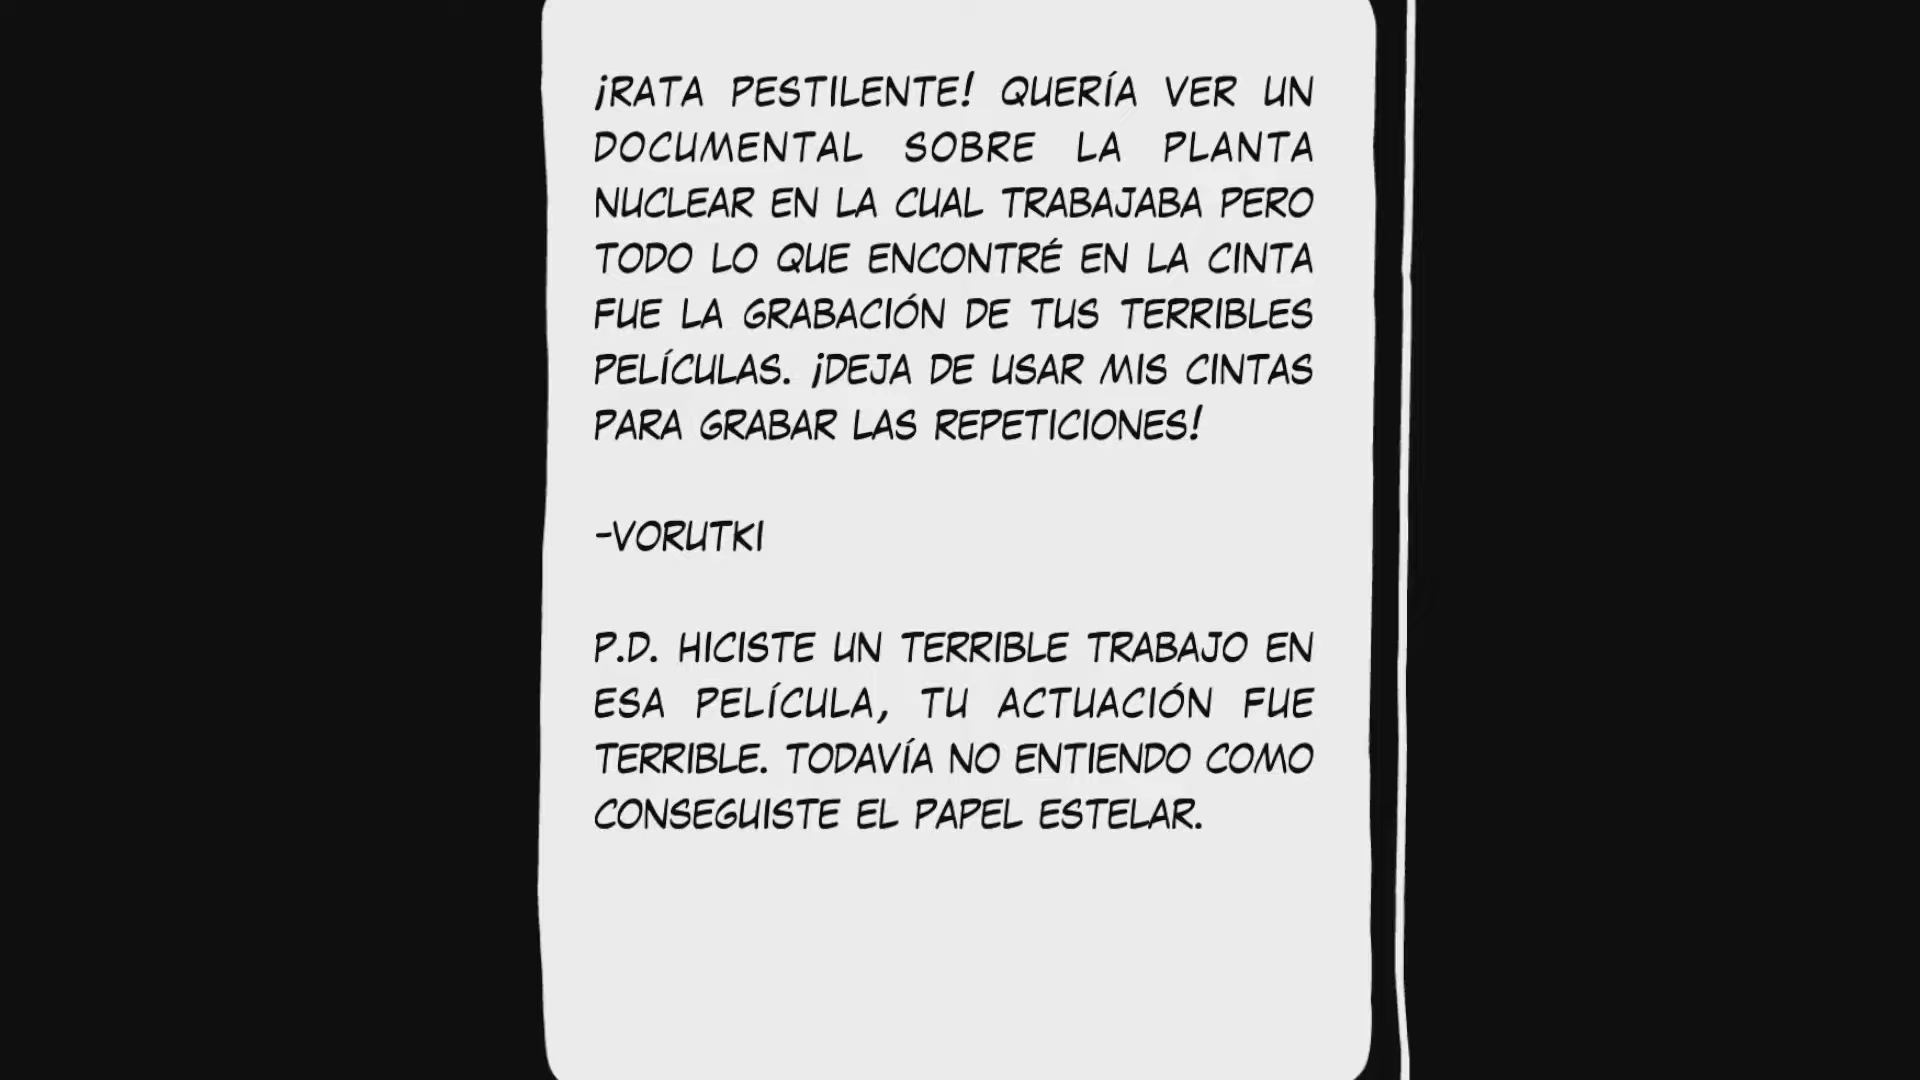 ¡RATA PESTILENTE! QUERÍA VER UN
DOCUMENTAL SOBRE LA PLANTA
NUCLEAR EN LA CUAL TRABAJABA PERO
TODO LO QUE ENCONTRÉ EN LA CINTA
FUE LA GRABACIÓN DE TUS TERRIBLES
PELÍCULAS. ¡DEJA DE USAR MIS CINTAS
PARA GRABAR LAS REPETICIONES!
-VORUTKI
P.D. HICISTE UN TERRIBLE TRABAJO EN
ESA PELÍCULA, TU ACTUACIÓN FUE
TERRIBLE. TODAVÍA NO ENTIENDO COMO
CONSEGUISTE EL PAPEL ESTELAR.